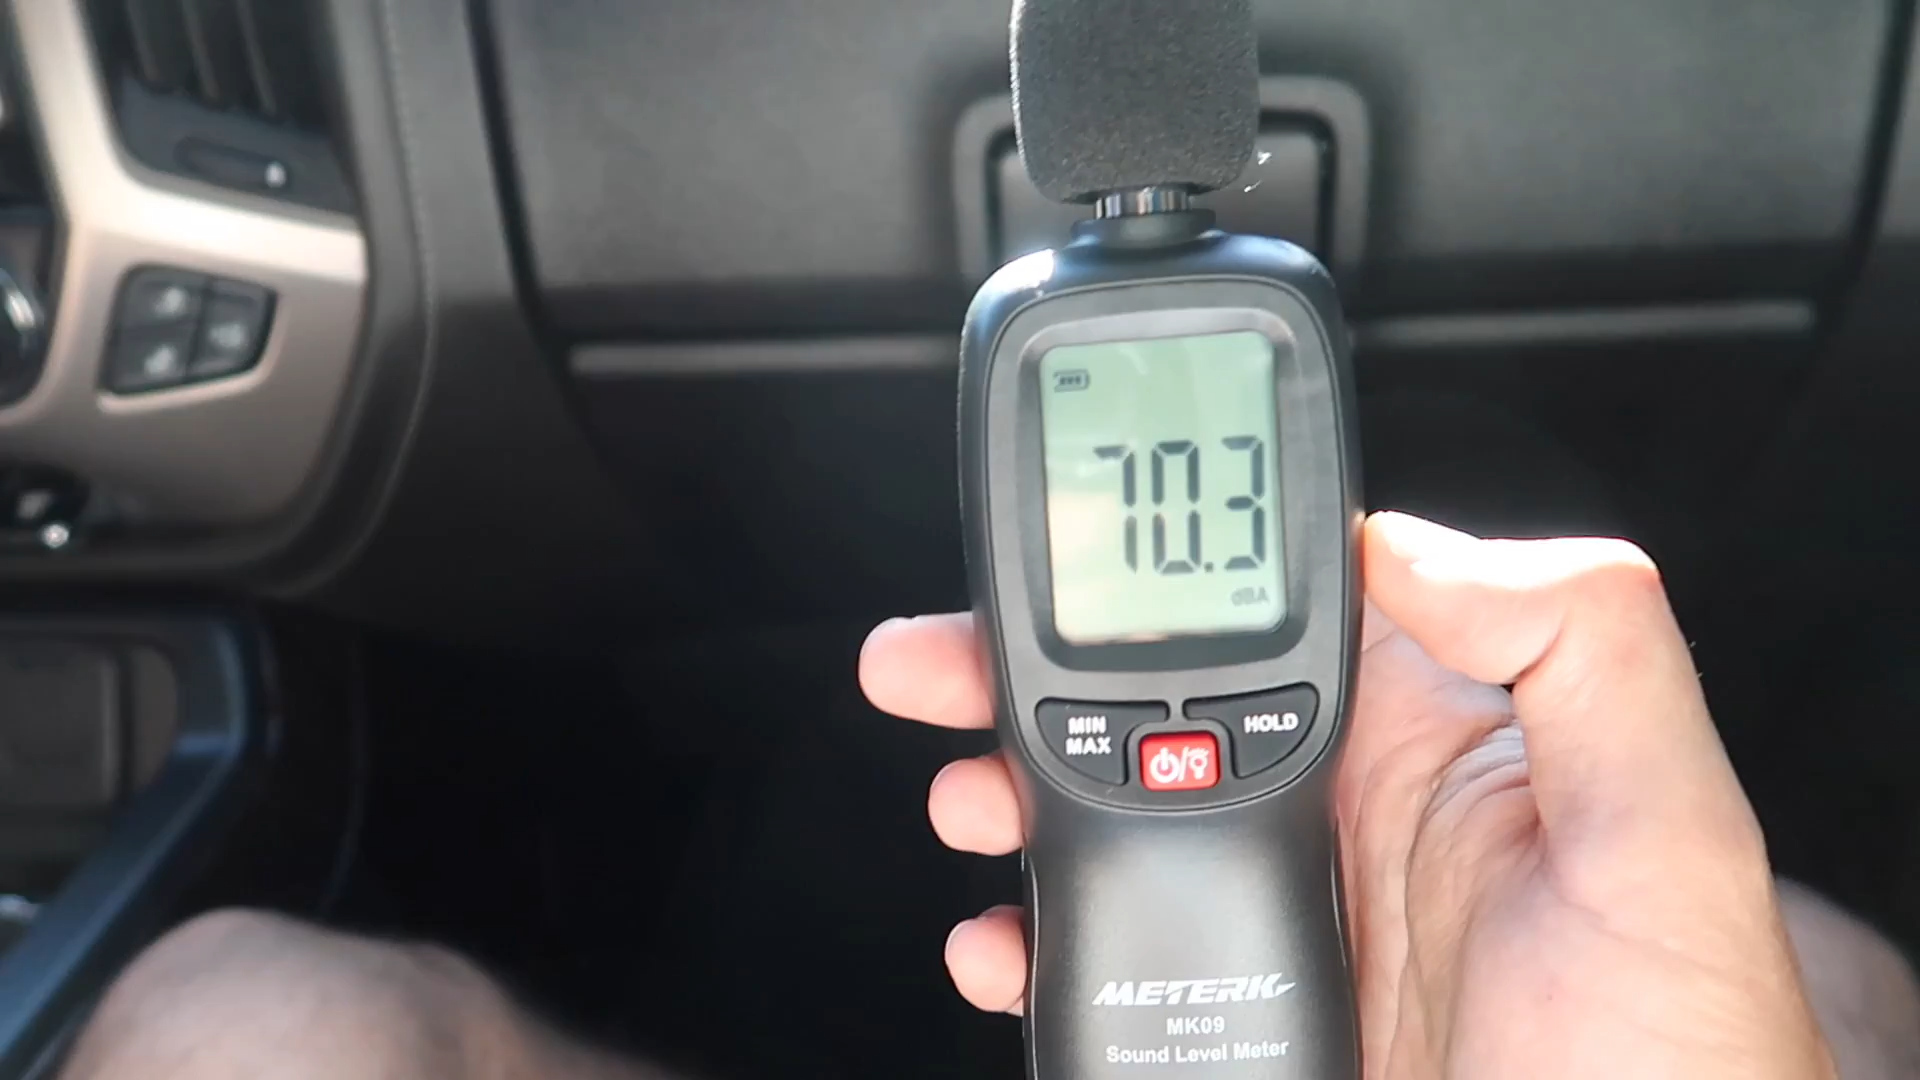 70.3
dBA
MIN
MAX
HOLD
METERK
MK09
Sound Level Meter